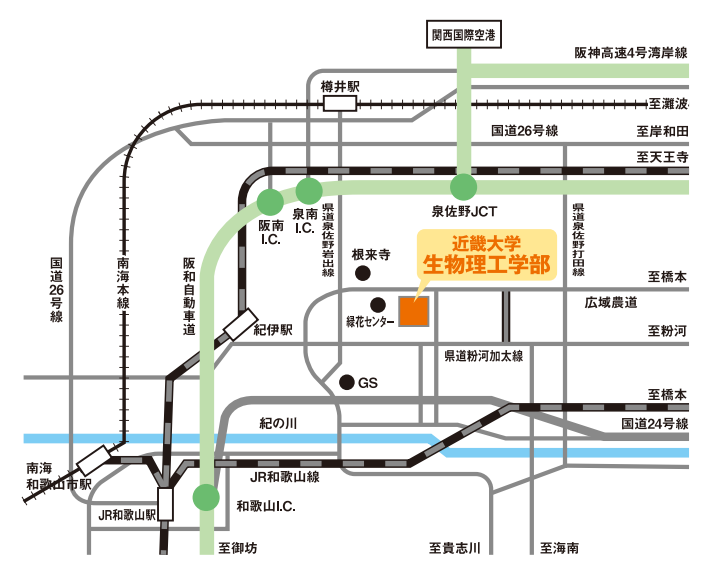 関西国際空港
阪神高速4号湾岸線
樽井駅
至灘波
国道26号線
至岸和田
至天王寺
阪南
I.C.
泉南
I.C.
県道泉佐野岩出線
泉佐野JCT
県道泉佐野打田線
近畿大学
生物理工学部
国道26号線
南海本線
阪和自動車道
根来寺
至橋本
緑花センター
広域農道
紀伊駅
至粉河
県道粉河加太線
GS
至橋本
紀の川
国道24号線
南海
和歌山市駅
JR和歌山線
JR和歌山駅
和歌山I.C.
至御坊
至貴志川
至海南